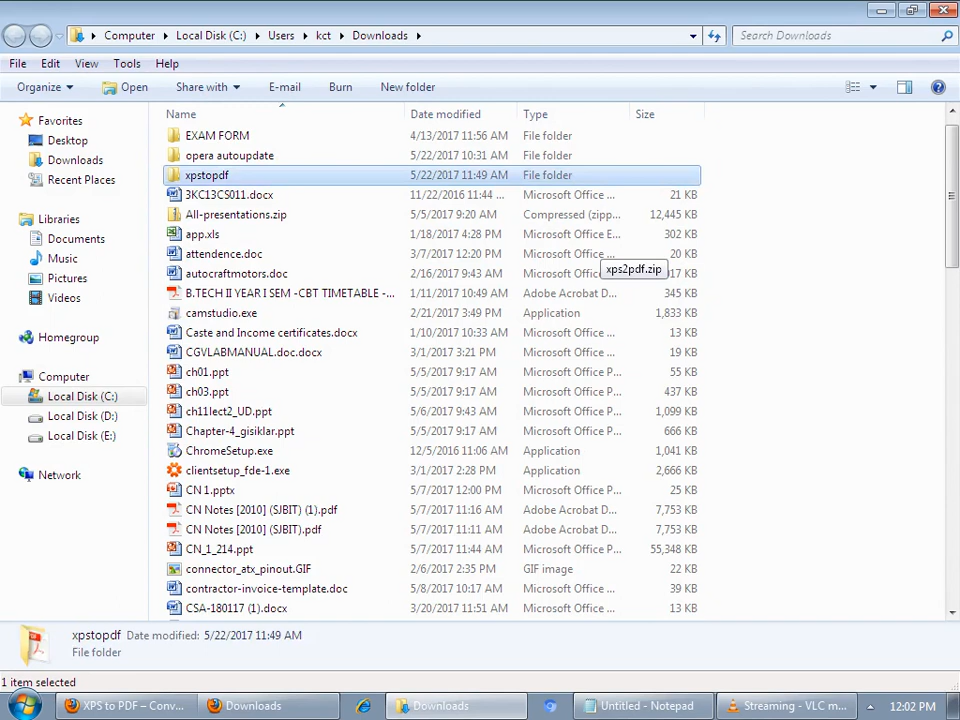 Computer Local Disk (C:) Users kct Downloads Search Downloads
File Edit View Tools Help
Organize Open Share with E-mail Burn New folder
Name Date modified Type Size
Favorites
Desktop
Downloads
Recent Places
Libraries
Documents
Music
Pictures
Videos
Homegroup
Computer
Local Disk (C:)
Local Disk (D:)
Local Disk (E:)
Network
EXAM FORM 4/13/2017 11:56 AM File folder
opera autoupdate 5/22/2017 10:31 AM File folder
xpstopdf 5/22/2017 11:49 AM File folder
3KC13CS011.docx 11/22/2016 11:44 ... Microsoft Office ... 21 KB
All-presentations.zip 5/5/2017 9:20 AM Compressed (zipp... 12,445 KB
app.xls 1/18/2017 4:28 PM Microsoft Office E... 302 KB
attendence.doc 3/7/2017 12:20 PM Microsoft Office ... 20 KB
xps2pdf.zip
autocraftmotors.doc 2/16/2017 9:43 AM Microsoft Offic 17 KB
B.TECH II YEAR I SEM -CBT TIMETABLE -... 1/11/2017 10:49 AM Adobe Acrobat D... 345 KB
camstudio.exe 2/21/2017 3:49 PM Application 1,833 KB
Caste and Income certificates.docx 1/10/2017 10:33 AM Microsoft Office ... 13 KB
CGVLABMANUAL.doc.docx 3/1/2017 3:21 PM Microsoft Office ... 19 KB
ch01.ppt 5/5/2017 9:17 AM Microsoft Office P... 55 KB
ch03.ppt 5/5/2017 9:17 AM Microsoft Office P... 437 KB
ch11lect2_UD.ppt 5/6/2017 9:43 AM Microsoft Office P... 1,099 KB
Chapter-4_gisiklar.ppt 5/5/2017 9:17 AM Microsoft Office P... 666 KB
ChromeSetup.exe 12/5/2016 11:06 AM Application 1,041 KB
clientsetup_fde-1.exe 3/1/2017 2:28 PM Application 2,666 KB
CN 1.pptx 5/7/2017 12:00 PM Microsoft Office P... 25 KB
CN Notes [2010] (SJBIT) (1).pdf 5/7/2017 11:16 AM Adobe Acrobat D... 7,753 KB
CN Notes [2010] (SJBIT).pdf 5/7/2017 11:11 AM Adobe Acrobat D... 7,753 KB
CN_1_214.ppt 5/7/2017 11:44 AM Microsoft Office P... 55,348 KB
connector_atx_pinout.GIF 2/6/2017 2:35 PM GIF image 22 KB
contractor-invoice-template.doc 5/8/2017 10:17 AM Microsoft Office ... 39 KB
CSA-180117 (1).docx 3/20/2017 11:51 AM Microsoft Office ... 13 KB
xpstopdf Date modified: 5/22/2017 11:49 AM
File folder
1 item selected
XPS to PDF – Conv... Downloads Downloads Untitled - Notepad Streaming - VLC m... 12:02 PM